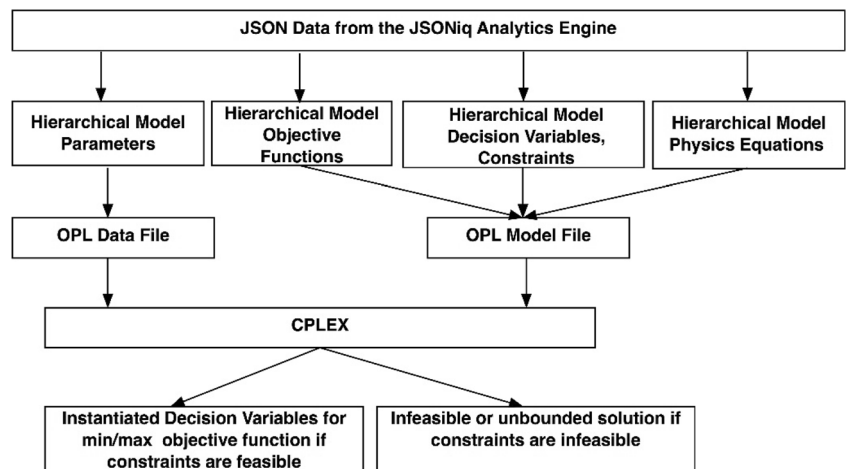 JSON Data from the JSONiq Analytics Engine
Hierarchical Model
Parameters
Hierarchical Model
Objective
Functions
Hierarchical Model
Decision Variables,
Constraints
Hierarchical Model
Physics Equations
OPL Data File
OPL Model File
CPLEX
Instantiated Decision Variables for
min/max objective function if
constraints are feasible
Infeasible or unbounded solution if
constraints are infeasible